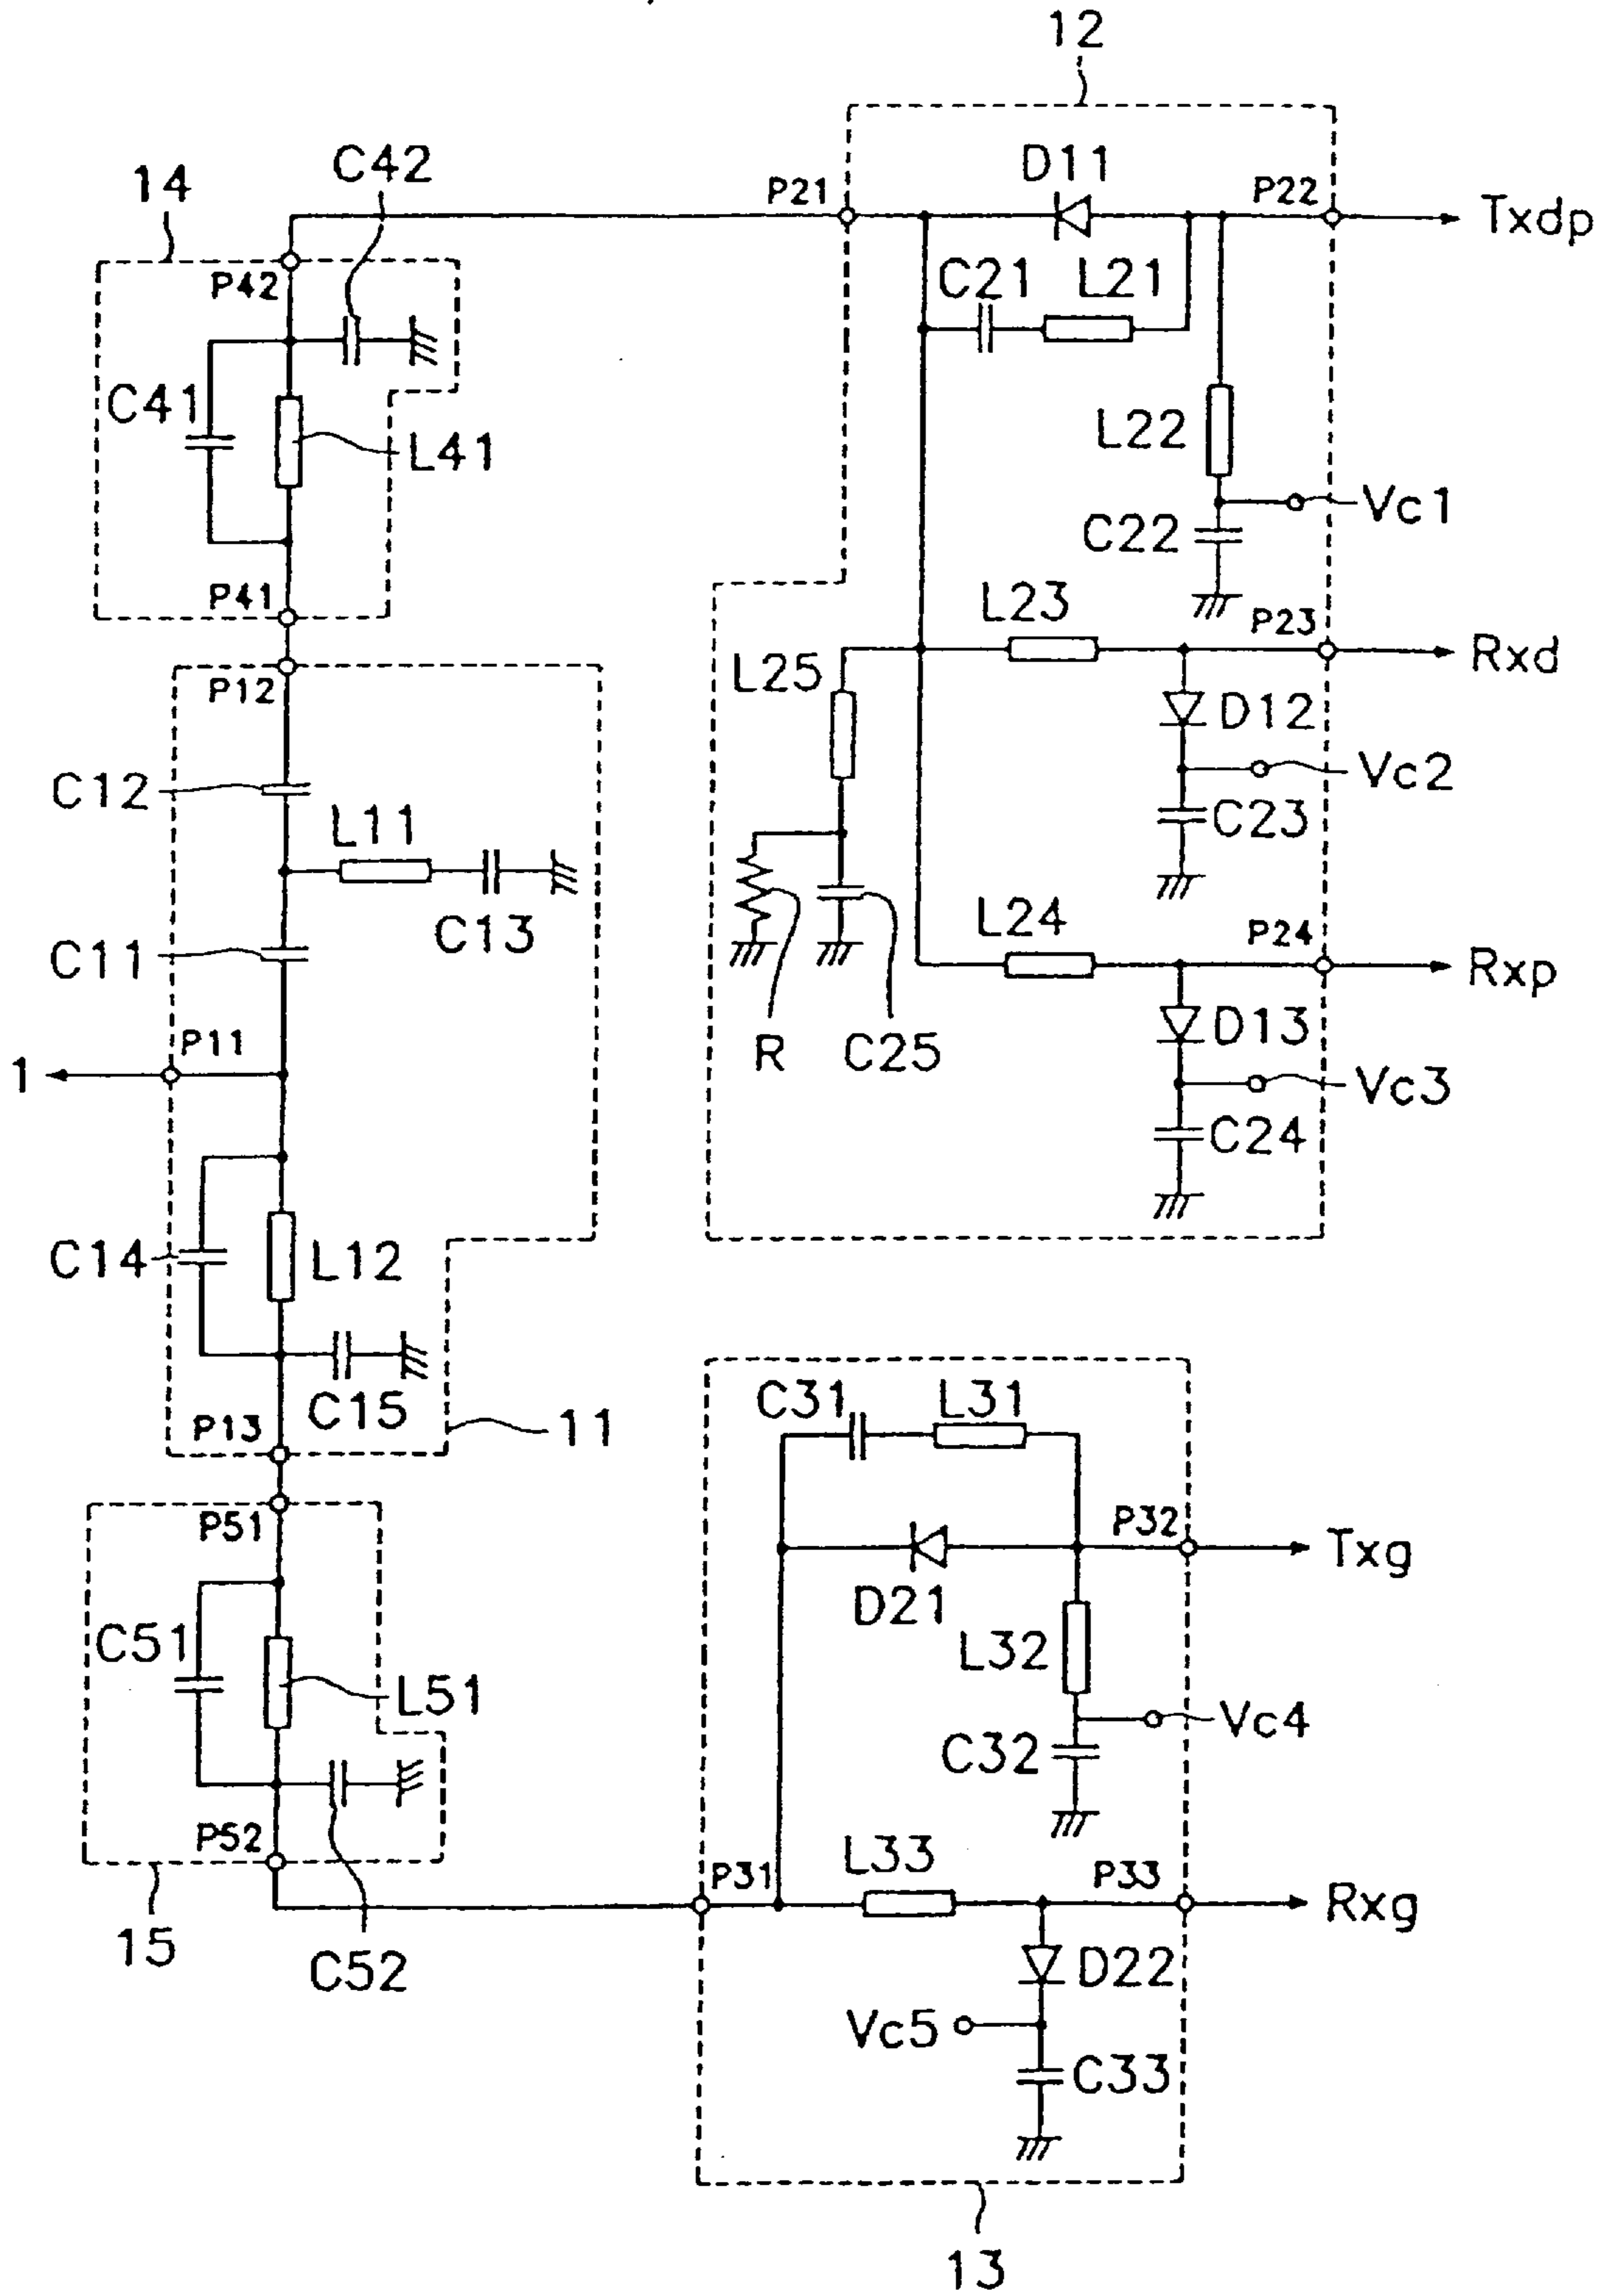 12
14
C42
P21
D11
P22
Txdp
P42
C21
L21
C41
L41
L22
Vc1
C22
P41
L23
P23
Rxd
P12
L25
D12
Vc2
C12
L11
C23
C13
L24
P24
Rxp
C11
R
C25
D13
P11
1
Vc3
C24
C14
L12
C15
P13
11
C31
L31
P51
P32
Txg
D21
C51
L51
L32
Vc4
C32
P52
L33
P31
P33
Rxg
15
C52
D22
Vc5
C33
13